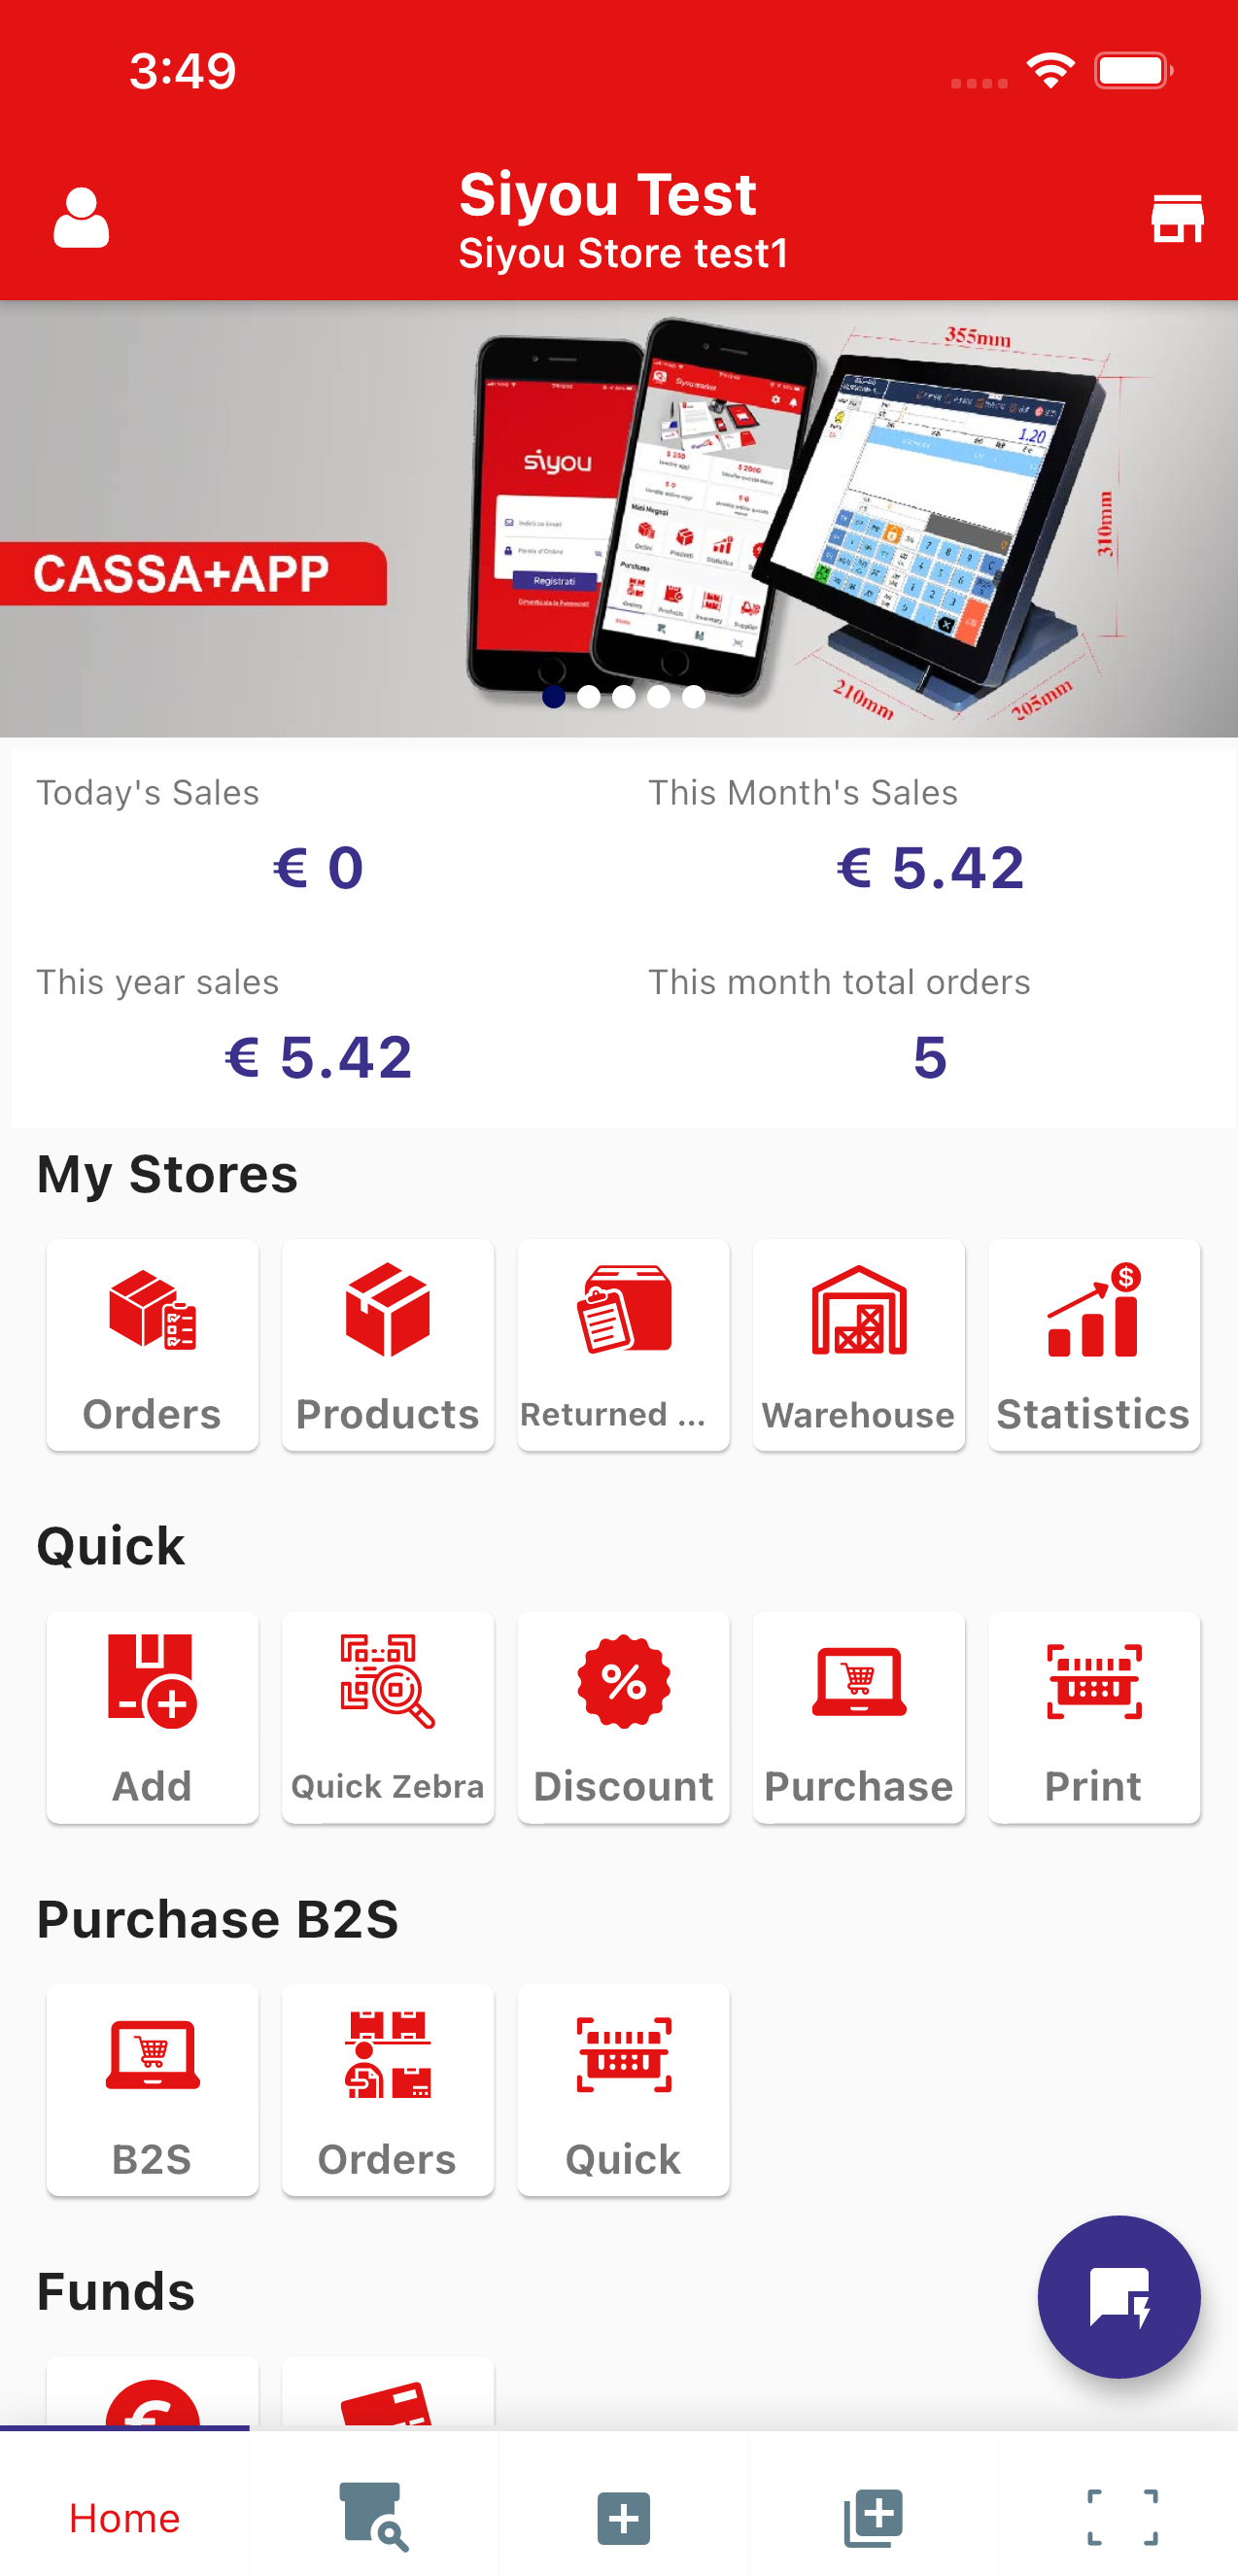 3:49
Siyou Test
Siyou Store test1
355mm
310mm
210mm
205mm
1.20
siyou
Registrati
Siyou market
CASSA+APP
Today's Sales
€ 0
This Month's Sales
€ 5.42
This year sales
€ 5.42
This month total orders
5
My Stores
Orders
Products
Returned ...
Warehouse
Statistics
Quick
Add
Quick Zebra
Discount
Purchase
Print
Purchase B2S
B2S
Orders
Quick
Funds
Home